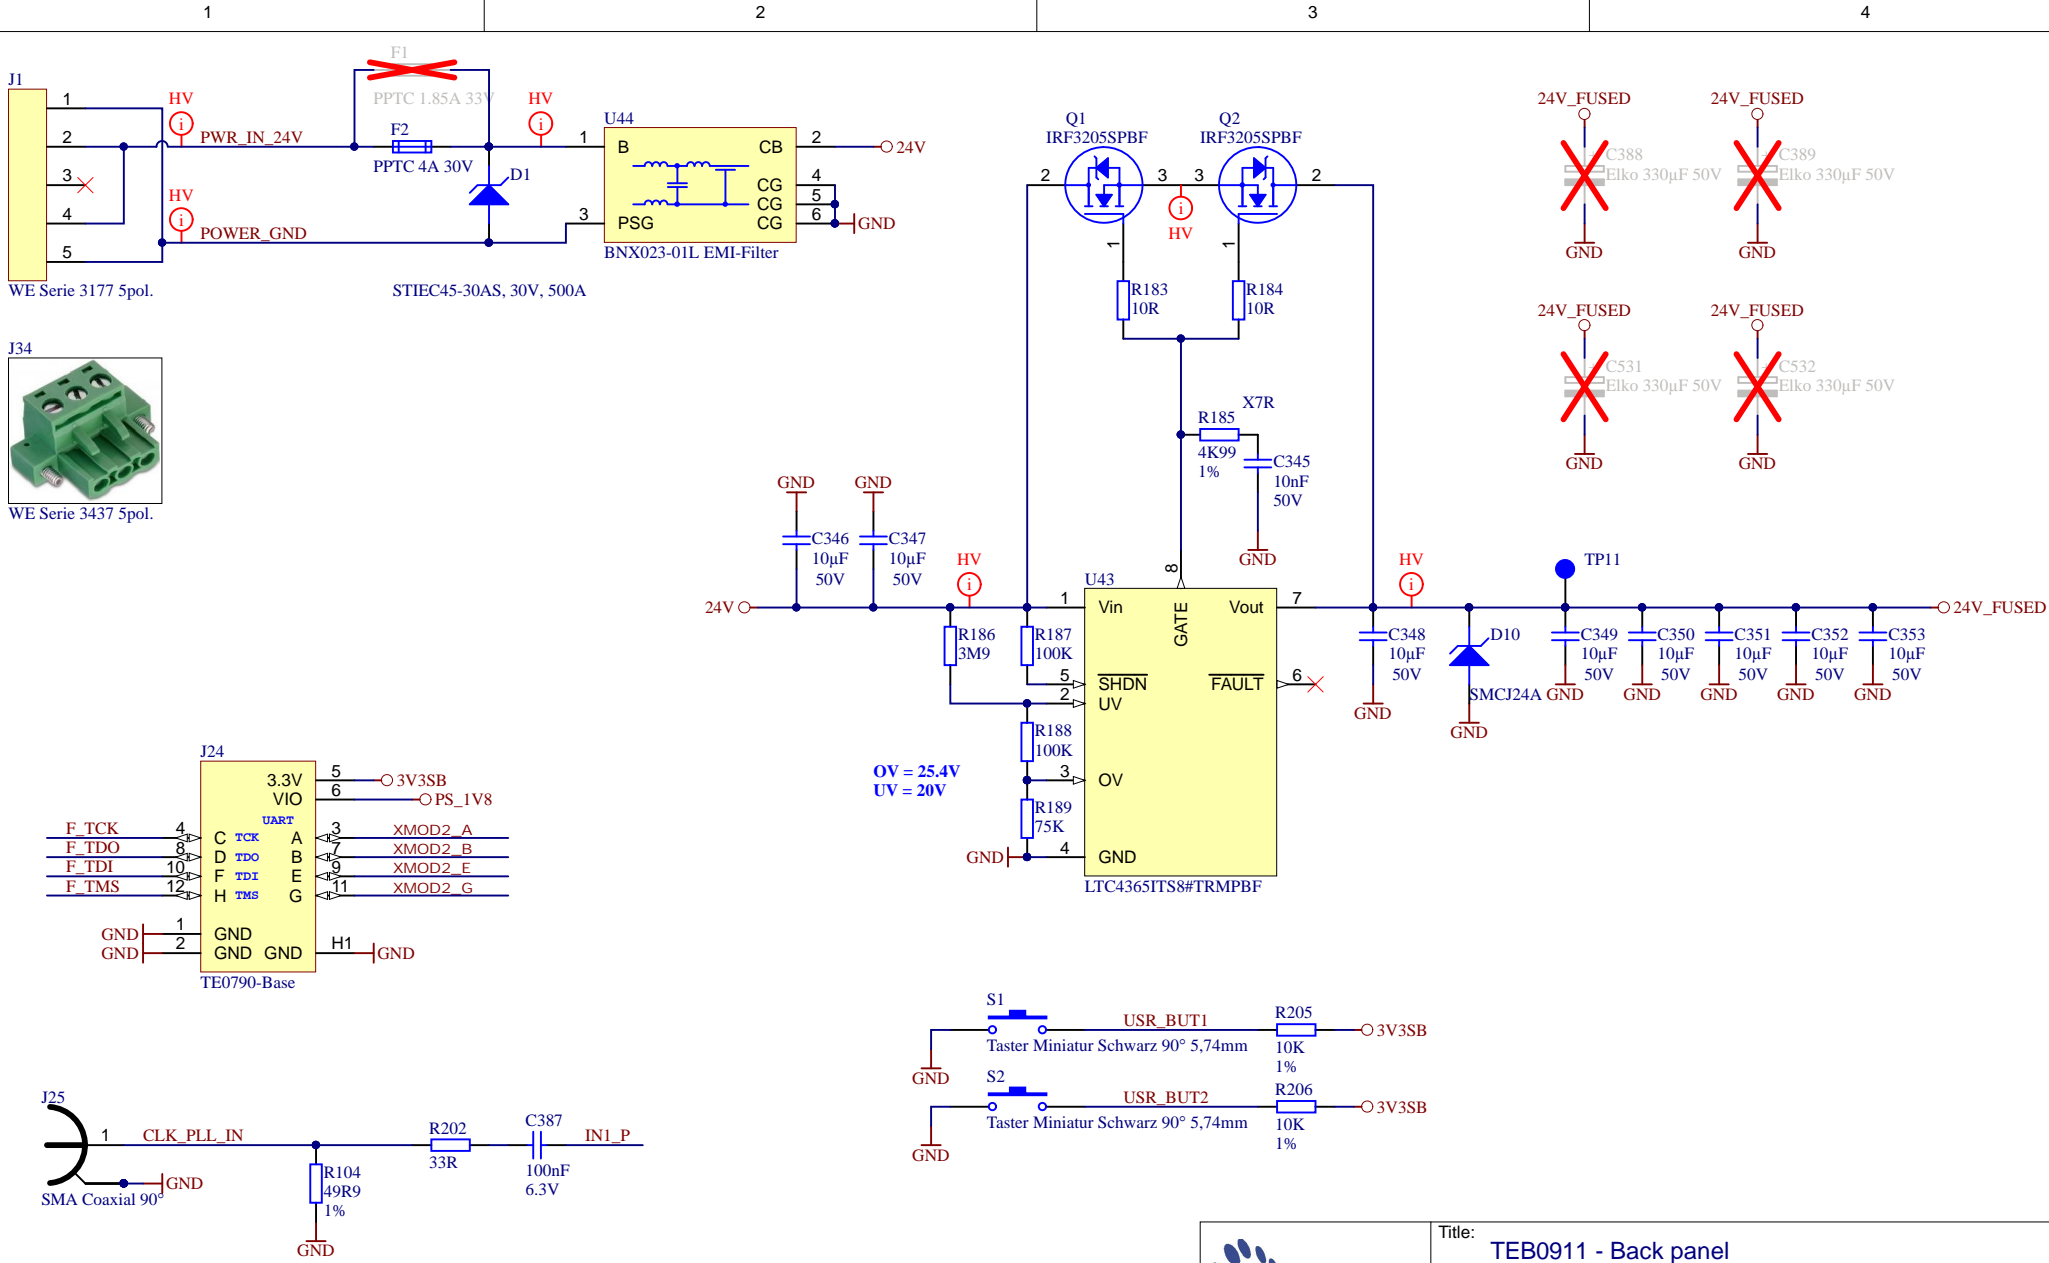 1
2
3
4
J1
1
2
3
4
5
WE Serie 3177 5pol.
HV
PWR_IN_24V
HV
POWER_GND
F1
PPTC 1.85A 33V
F2
PPTC 4A 30V
D1
STIEC45-30AS, 30V, 500A
HV
U44
1
B
CB
2
24V
CG
4
CG
5
3
PSG
CG
6
GND
BNX023-01L EMI-Filter
J34
WE Serie 3437 5pol.
Q1
IRF3205SPBF
Q2
IRF3205SPBF
2
3
3
2
i
HV
1
1
R183
10R
R184
10R
X7R
R185
4K99
1%
C345
10nF
50V
GND
24V_FUSED
C388
Elko 330µF 50V
GND
24V_FUSED
C389
Elko 330µF 50V
GND
24V_FUSED
C531
Elko 330µF 50V
GND
24V_FUSED
C532
Elko 330µF 50V
GND
GND
C346
10µF
50V
GND
C347
10µF
50V
24V
HV
i
R186
3M9
R187
100K
R188
100K
R189
75K
GND
OV = 25.4V
UV = 20V
U43
8
GATE
1
Vin
Vout
7
5
SHDN
FAULT
6
2
UV
3
OV
4
GND
LTC4365ITS8#TRMPBF
HV
i
TP11
24V_FUSED
C348
10µF
50V
GND
D10
SMCJ24A
GND
C349
10µF
50V
GND
C350
10µF
50V
GND
C351
10µF
50V
GND
C352
10µF
50V
GND
C353
10µF
50V
GND
J24
3.3V
5
3V3SB
VIO
6
PS_1V8
UART
F_TCK
4
C
TCK
A
3
XMOD2_A
F_TDO
8
D
TDO
B
7
XMOD2_B
F_TDI
10
F
TDI
E
9
XMOD2_E
F_TMS
12
H
TMS
G
11
XMOD2_G
GND
1
GND
GND
2
GND
GND
H1
GND
TE0790-Base
S1
USR_BUT1
R205
10K
1%
3V3SB
Taster Miniatur Schwarz 90° 5,74mm
GND
S2
USR_BUT2
R206
10K
1%
3V3SB
Taster Miniatur Schwarz 90° 5,74mm
GND
J25
1
CLK_PLL_IN
GND
SMA Coaxial 90°
R104
49R9
1%
GND
R202
33R
C387
100nF
6.3V
IN1_P
Title:
TEB0911 - Back panel